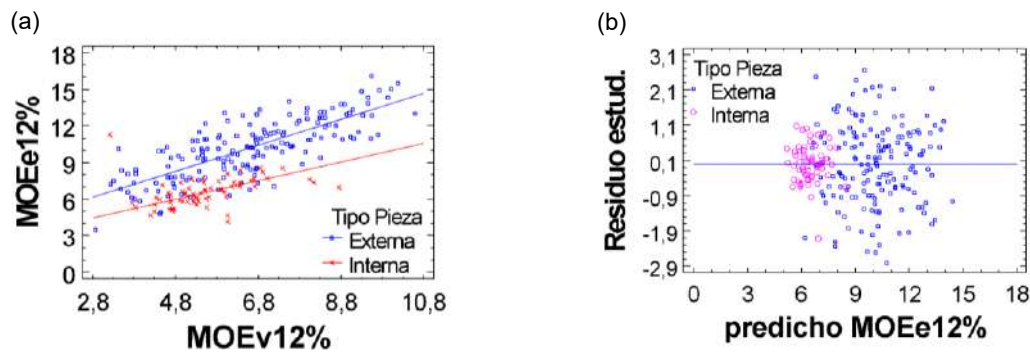 (a)
MOEe12%
18
15
12
9
6
3
0
Tipo Pieza
Externa
Interna
2,8 4,8 6,8 8,8 10,8
MOEv12%
(b)
Residuo estud.
3,1
2,1
1,1
0,1
-0,9
-1,9
-2,9
Tipo Pieza
Externa
Interna
0 3 6 9 12 15 18
predicho MOEe12%